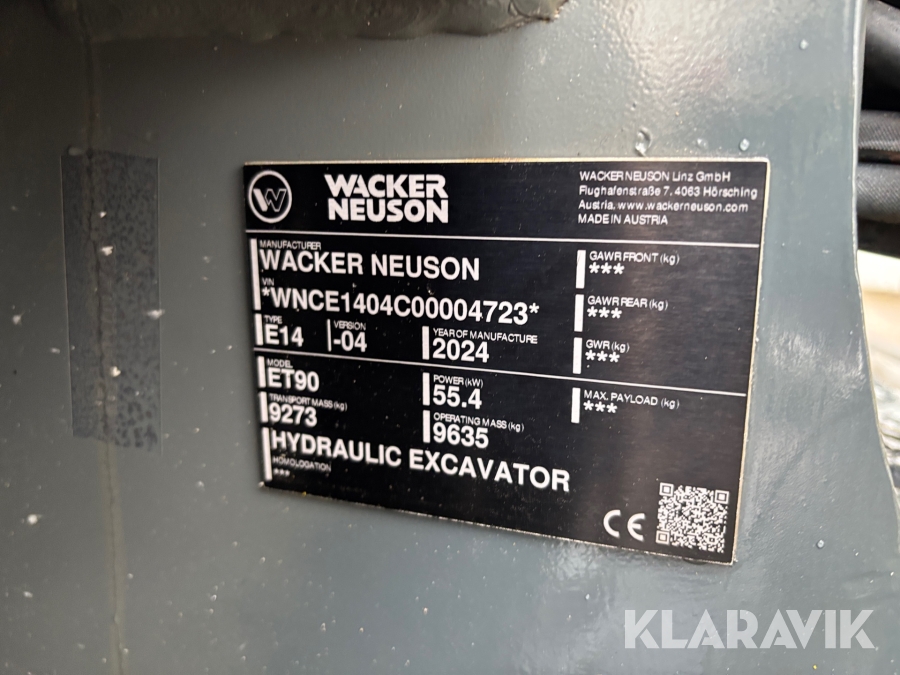 W
WACKER
NEUSON
WACKER NEUSON Linz GmbH
Flughafenstraße 7, 4063 Hörsching
Austria. www.wackerneuson.com
MADE IN AUSTRIA
MANUFACTURER
WACKER NEUSON
VIN
*WNCE1404C00004723*
TYPE
E14
VERSION
-04
YEAR OF MANUFACTURE
2024
MODEL
ET90
POWER (kW)
55.4
TRANSPORT MASS (kg)
9273
OPERATING MASS (kg)
9635
HYDRAULIC EXCAVATOR
HOMOLOGATION
***
GAWR FRONT (kg)
***
GAWR REAR (kg)
***
GWR (kg)
***
MAX. PAYLOAD (kg)
***
CE
KLARAVIK